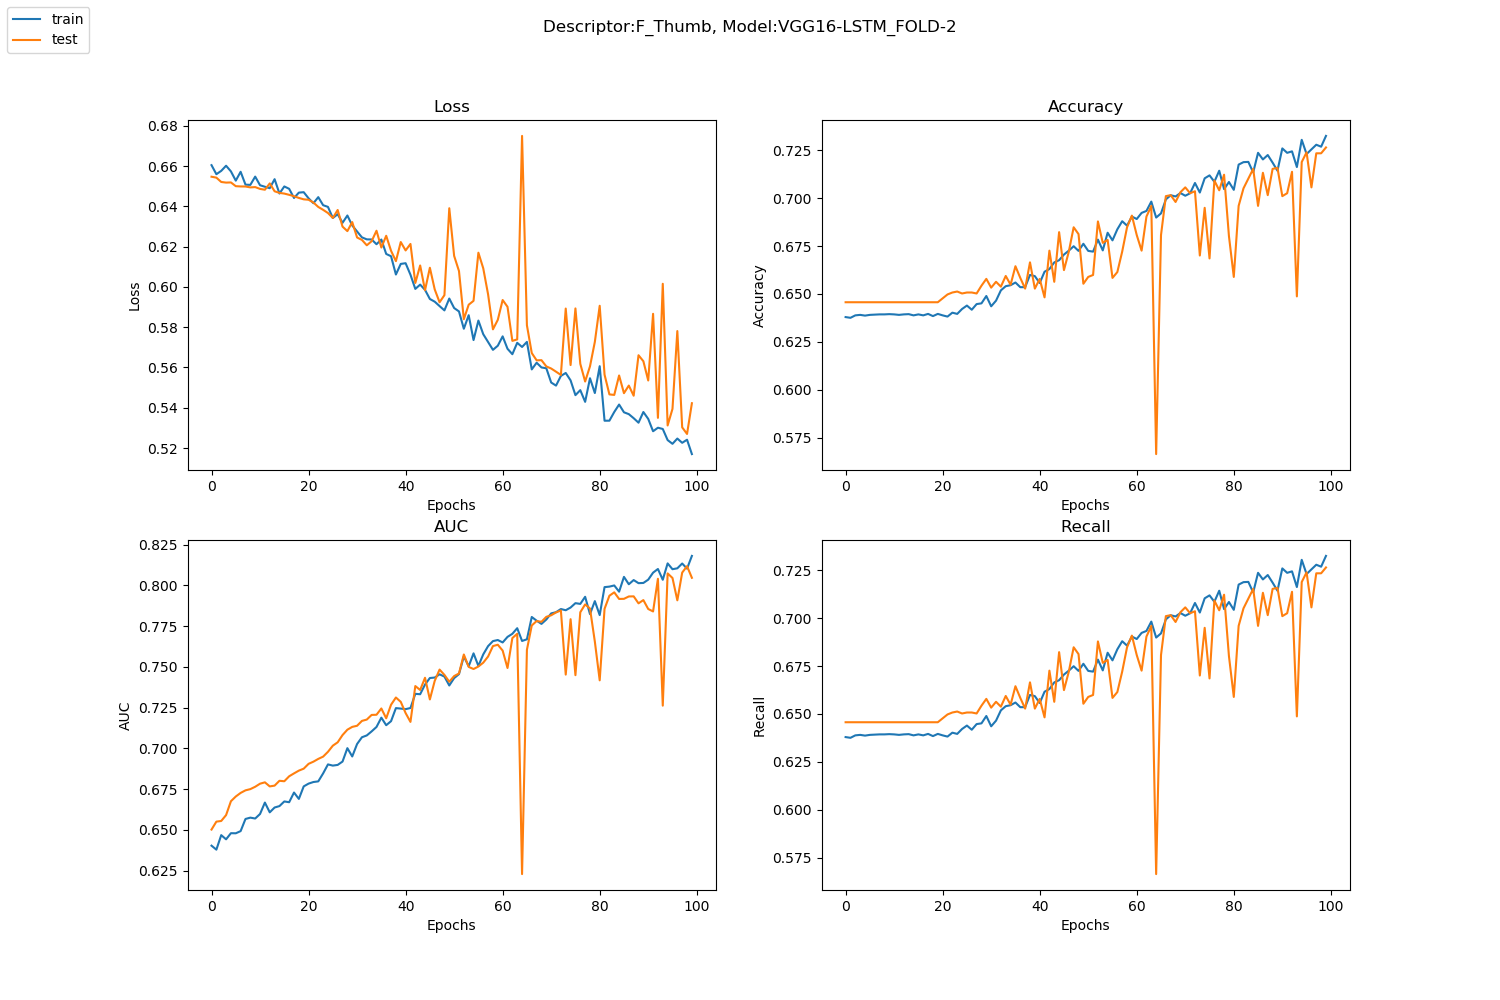 train
test
Descriptor:F_Thumb, Model:VGG16-LSTM_FOLD-2
Loss
0.68
0.66
0.64
0.62
0.60
0.58
0.56
0.54
0.52
Loss
0 20 40 60 80 100
Epochs
Accuracy
0.725
0.700
0.675
0.650
0.625
0.600
0.575
Accuracy
0 20 40 60 80 100
Epochs
AUC
0.825
0.800
0.775
0.750
0.725
0.700
0.675
0.650
0.625
AUC
0 20 40 60 80 100
Epochs
Recall
0.725
0.700
0.675
0.650
0.625
0.600
0.575
Recall
0 20 40 60 80 100
Epochs